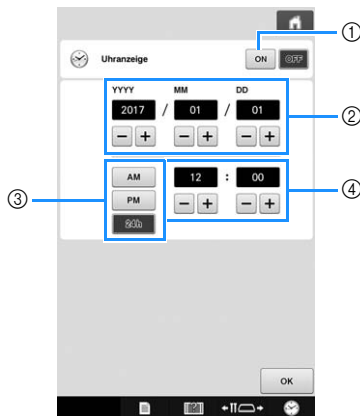 ①
Uhranzeige ON OFF
YYYY MM DD
2017 / 01 / 01
− + − + − +
②
AM 12 : 00
PM − + − +
24h
③
④
OK